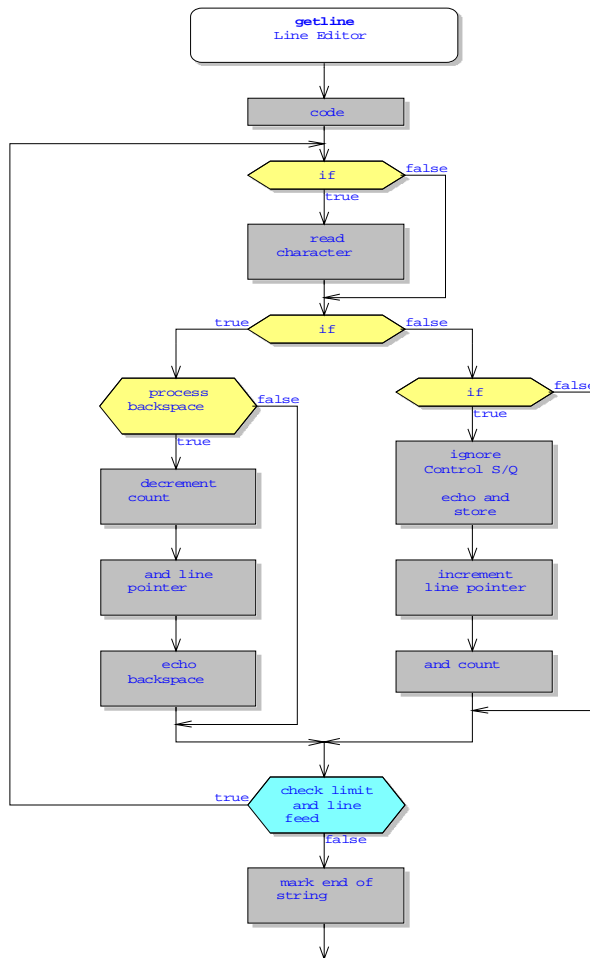 getline
Line Editor
code
if
false
true
read
character
true
if
false
process
backspace
false
true
if
false
true
decrement
count
ignore
Control S/Q
echo and
store
and line
pointer
increment
line pointer
echo
backspace
and count
true
check limit
and line
feed
false
mark end of
string